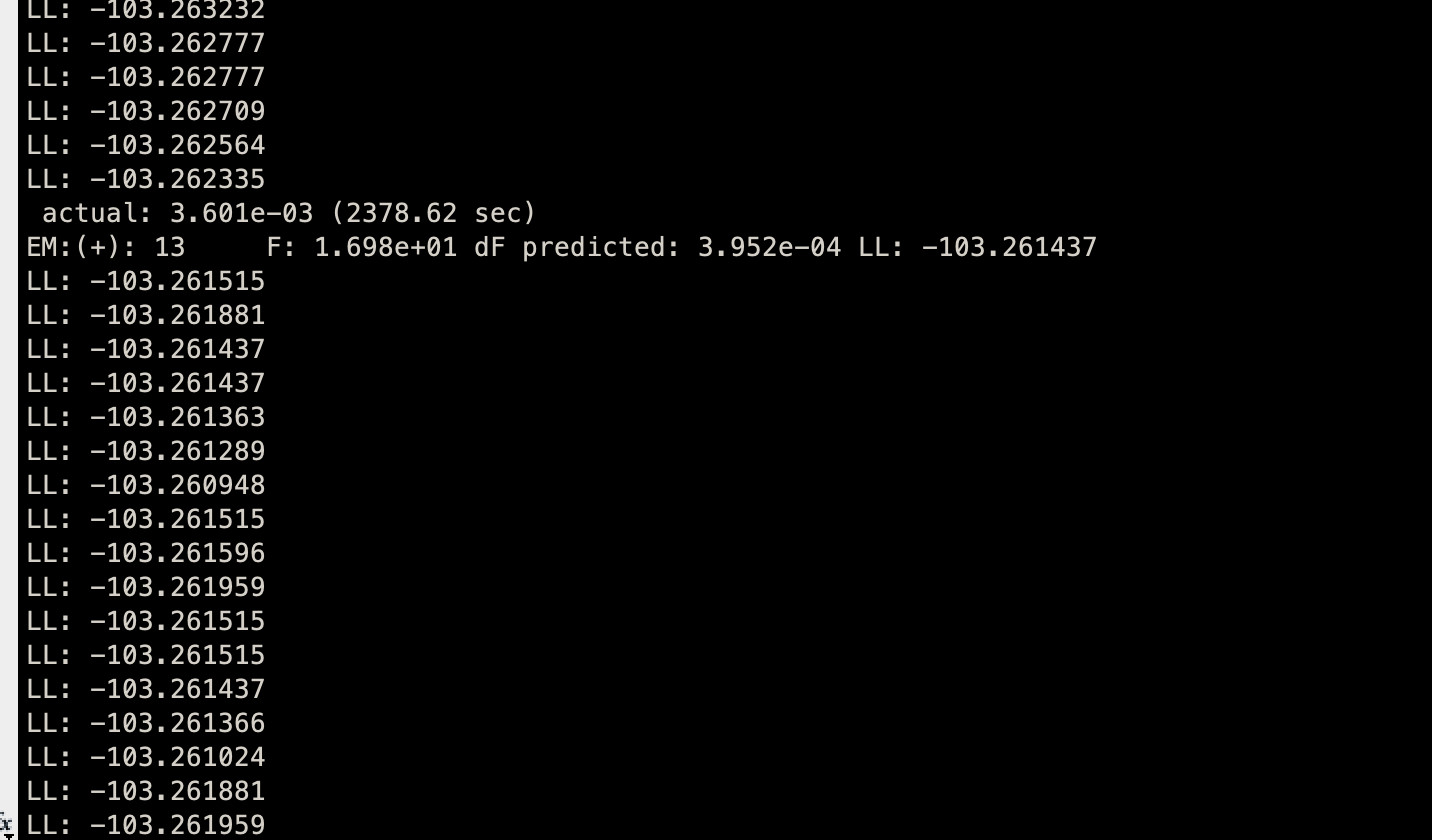 LL: -103.263232
LL: -103.262777
LL: -103.262777
LL: -103.262709
LL: -103.262564
LL: -103.262335
 actual: 3.601e-03 (2378.62 sec)
EM:(+): 13     F: 1.698e+01 dF predicted: 3.952e-04 LL: -103.261437
LL: -103.261515
LL: -103.261881
LL: -103.261437
LL: -103.261437
LL: -103.261363
LL: -103.261289
LL: -103.260948
LL: -103.261515
LL: -103.261596
LL: -103.261959
LL: -103.261515
LL: -103.261515
LL: -103.261437
LL: -103.261366
LL: -103.261024
LL: -103.261881
LL: -103.261959